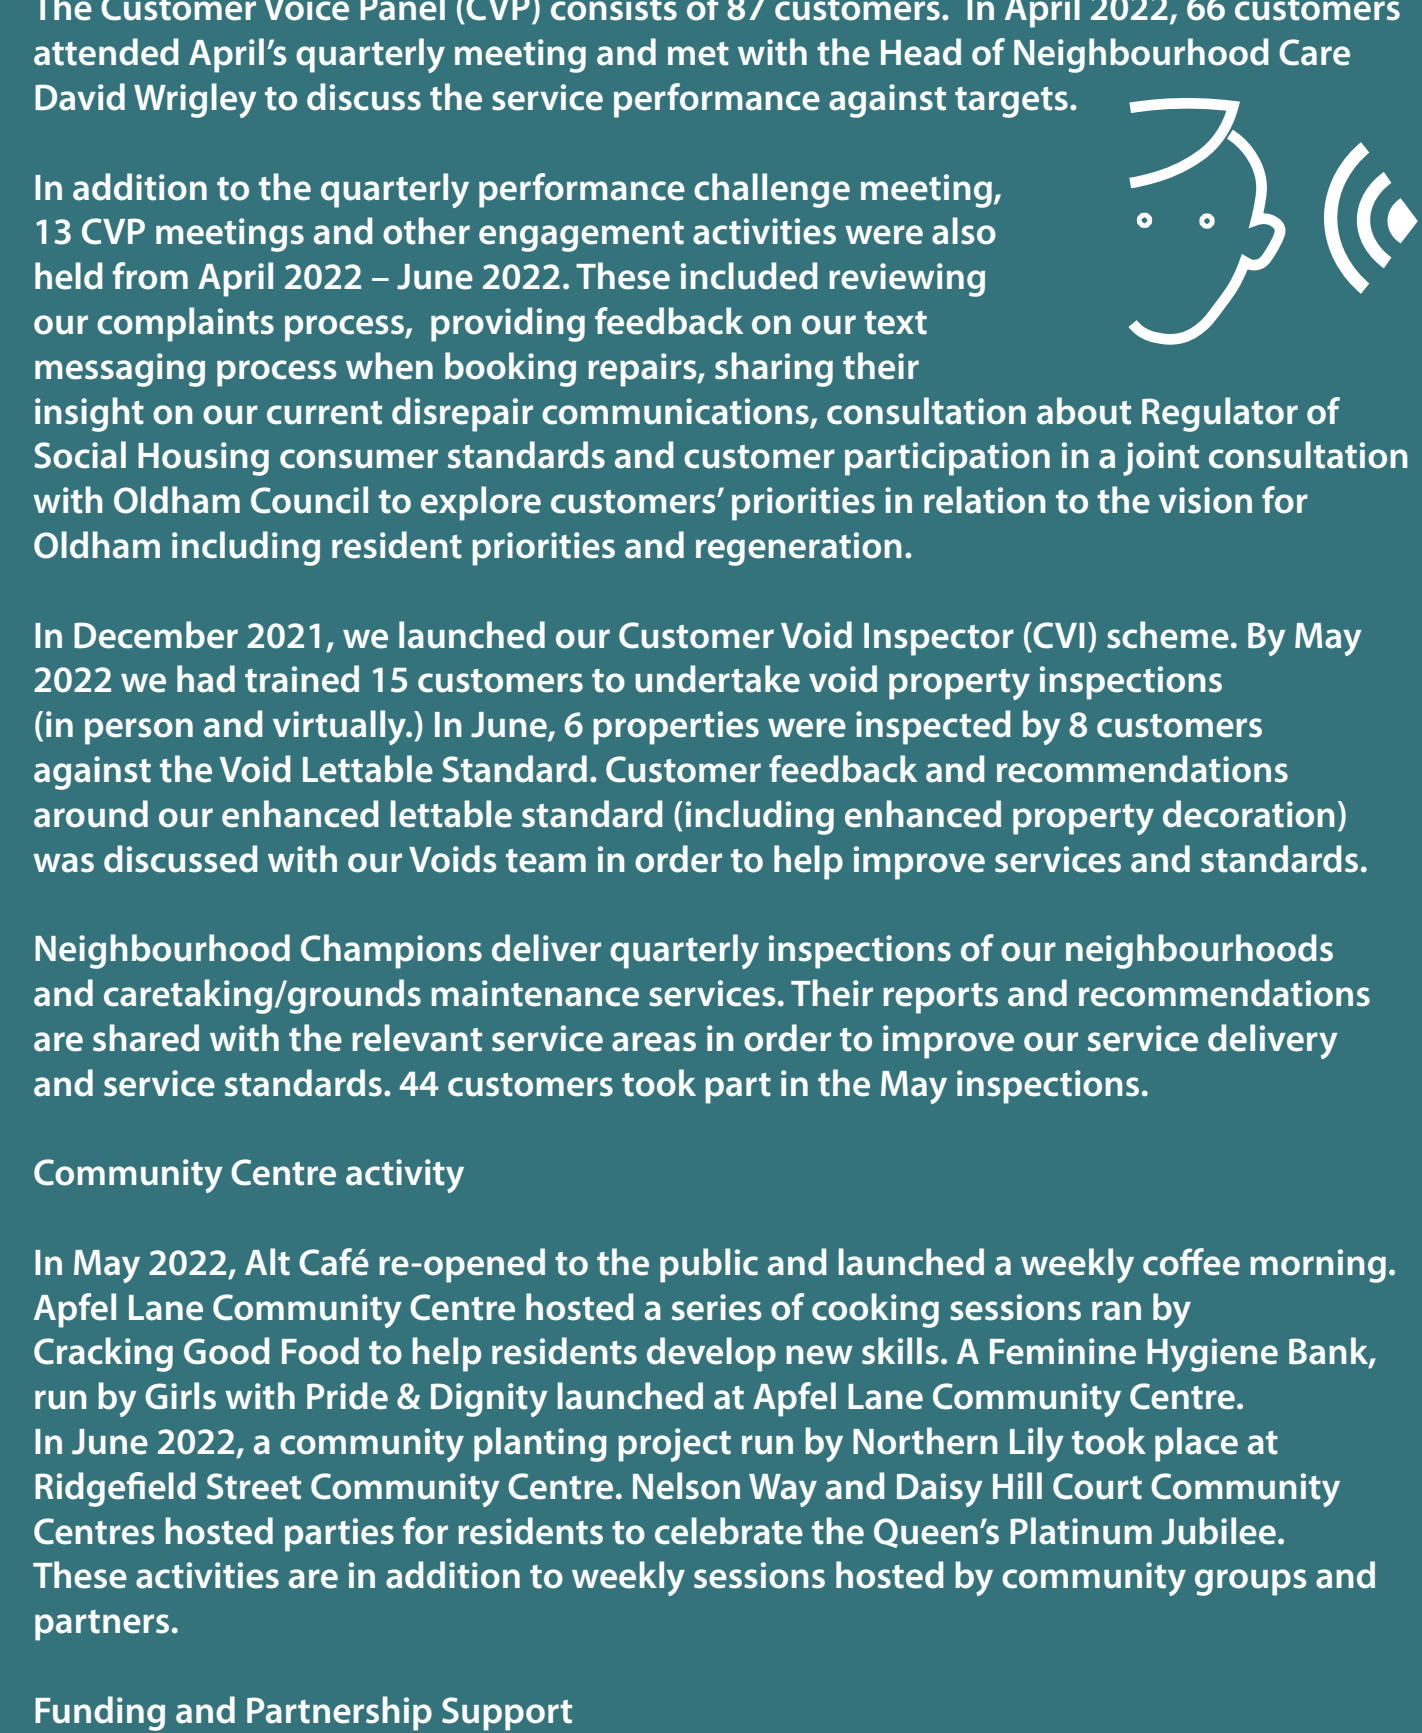 The Customer Voice Panel (CVP) consists of 87 customers.  In April 2022, 66 customers
attended April’s quarterly meeting and met with the Head of Neighbourhood Care
David Wrigley to discuss the service performance against targets.
In addition to the quarterly performance challenge meeting,
13 CVP meetings and other engagement activities were also
held from April 2022 – June 2022. These included reviewing
our complaints process,  providing feedback on our text
messaging process when booking repairs, sharing their
insight on our current disrepair communications, consultation about Regulator of
Social Housing consumer standards and customer participation in a joint consultation
with Oldham Council to explore customers’ priorities in relation to the vision for
Oldham including resident priorities and regeneration.
In December 2021, we launched our Customer Void Inspector (CVI) scheme. By May
2022 we had trained 15 customers to undertake void property inspections
(in person and virtually.) In June, 6 properties were inspected by 8 customers
against the Void Lettable Standard. Customer feedback and recommendations
around our enhanced lettable standard (including enhanced property decoration)
was discussed with our Voids team in order to help improve services and standards.
Neighbourhood Champions deliver quarterly inspections of our neighbourhoods
and caretaking/grounds maintenance services. Their reports and recommendations
are shared with the relevant service areas in order to improve our service delivery
and service standards. 44 customers took part in the May inspections.
Community Centre activity
In May 2022, Alt Café re-opened to the public and launched a weekly coffee morning.
Apfel Lane Community Centre hosted a series of cooking sessions ran by
Cracking Good Food to help residents develop new skills. A Feminine Hygiene Bank,
run by Girls with Pride & Dignity launched at Apfel Lane Community Centre.
In June 2022, a community planting project run by Northern Lily took place at
Ridgefield Street Community Centre. Nelson Way and Daisy Hill Court Community
Centres hosted parties for residents to celebrate the Queen’s Platinum Jubilee.
These activities are in addition to weekly sessions hosted by community groups and
partners.
Funding and Partnership Support